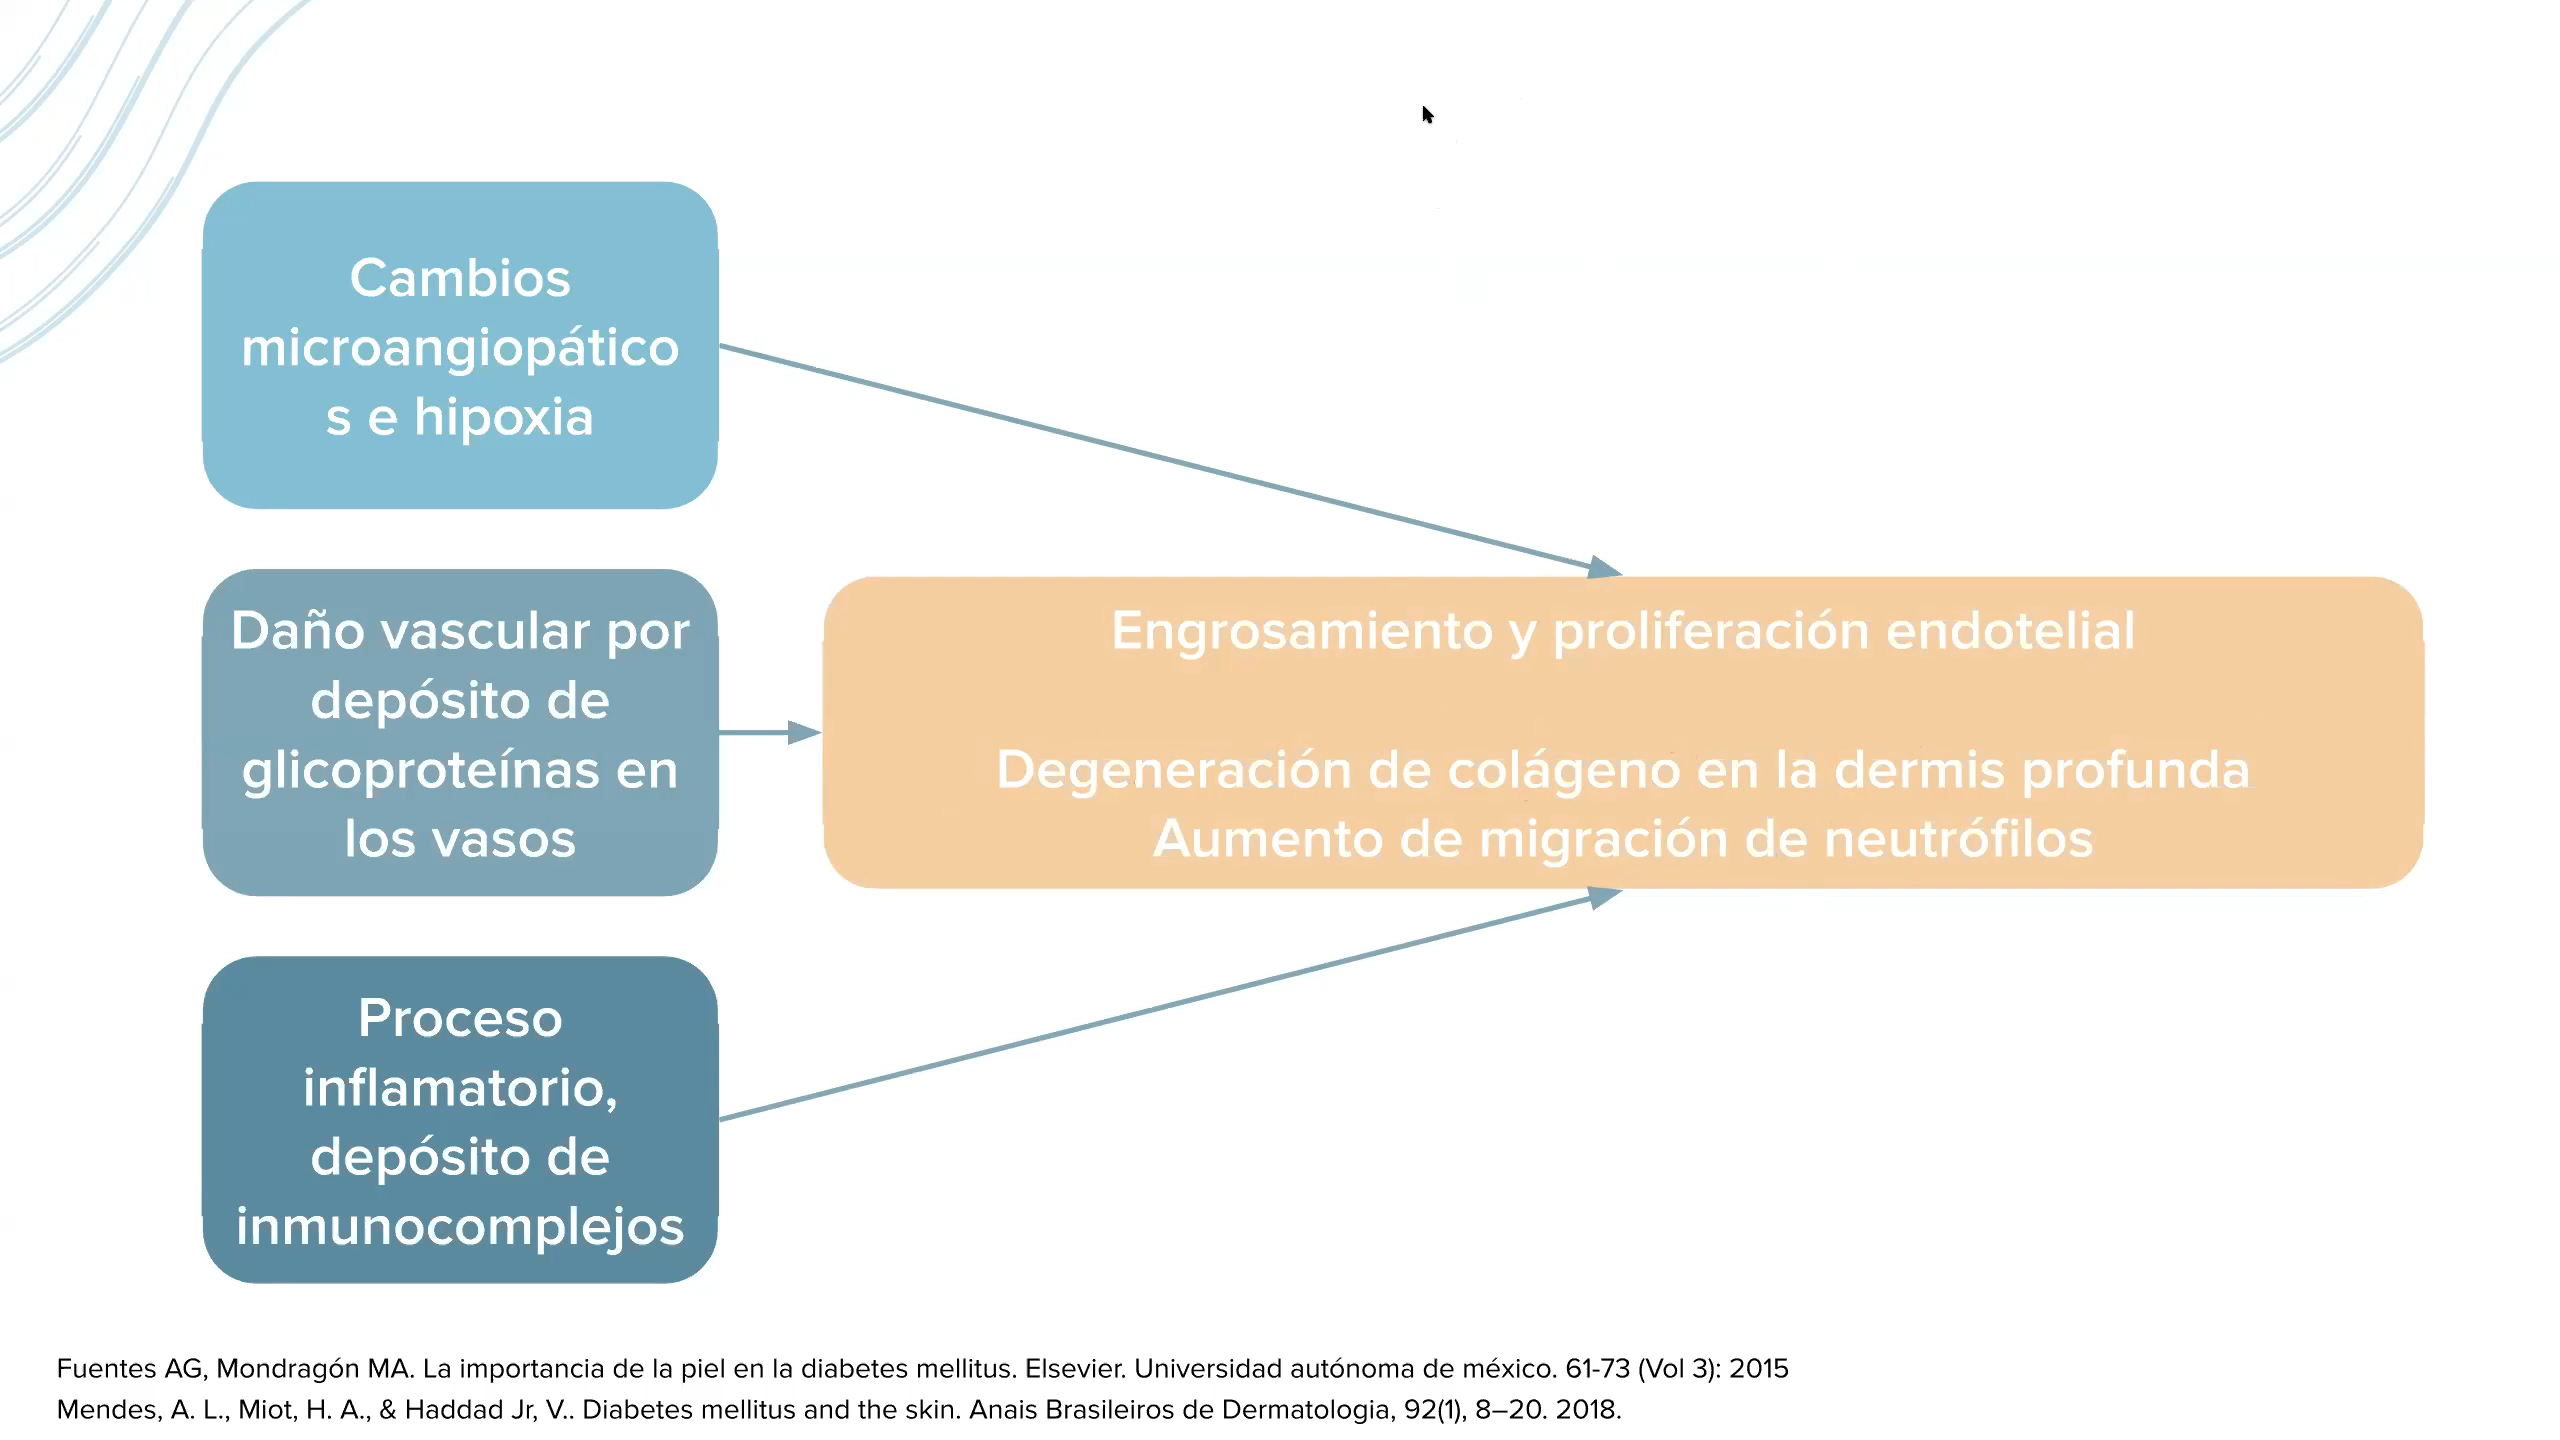 Cambios
microangiopático
s e hipoxia
Daño vascular por
depósito de
glicoproteínas en
los vasos
Engrosamiento y proliferación endotelial
Degeneración de colágeno en la dermis profunda
Aumento de migración de neutrófilos
Proceso
inflamatorio,
depósito de
inmunocomplejos
Fuentes AG, Mondragón MA. La importancia de la piel en la diabetes mellitus. Elsevier. Universidad autónoma de méxico. 61-73 (Vol 3): 2015
Mendes, A. L., Miot, H. A., & Haddad Jr, V.. Diabetes mellitus and the skin. Anais Brasileiros de Dermatologia, 92(1), 8–20. 2018.